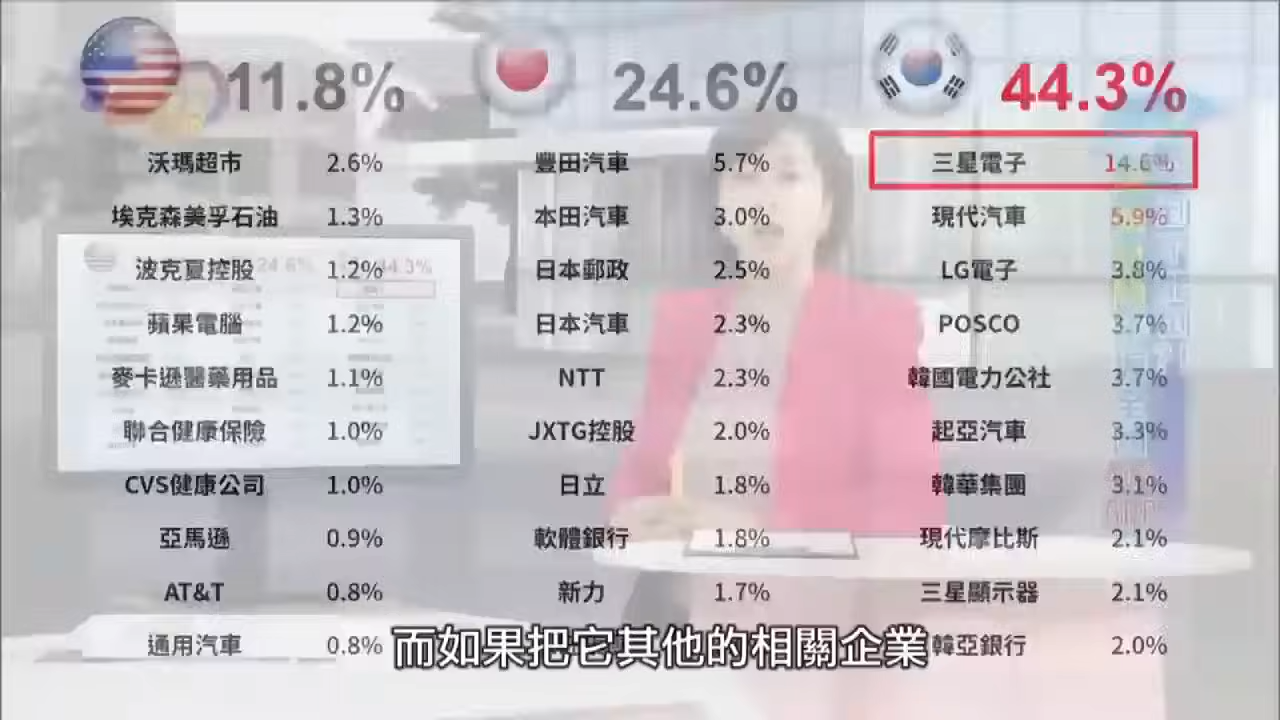 11.8% 24.6% 44.3%
沃瑪超市 2.6% 豐田汽車 5.7% 三星電子 14.6%
埃克森美孚石油 1.3% 本田汽車 3.0% 現代汽車 5.9%
波克夏控股 1.2% 日本郵政 2.5% LG電子 3.8%
蘋果電腦 1.2% 日本汽車 2.3% POSCO 3.7%
麥卡遜醫藥用品 1.1% NTT 2.3% 韓國電力公社 3.7%
聯合健康保險 1.0% JXTG控股 2.0% 起亞汽車 3.3%
CVS健康公司 1.0% 日立 1.8% 韓華集團 3.1%
亞馬遜 0.9% 軟體銀行 1.8% 現代摩比斯 2.1%
AT&T 0.8% 新力 1.7% 三星顯示器 2.1%
通用汽車 0.8% 韓亞銀行 2.0%
而如果把它其他的相關企業